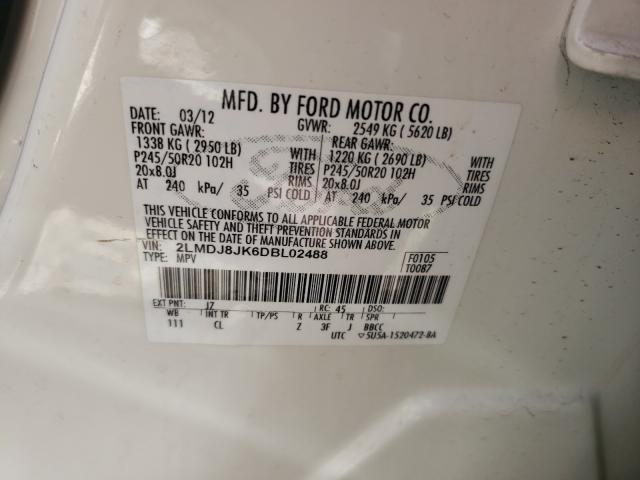 MFD. BY FORD MOTOR CO.
DATE: 03/12 GVWR: 2549 KG ( 5620 LB)
FRONT GAWR: REAR GAWR:
1338 KG ( 2950 LB) WITH 1220 KG ( 2690 LB) WITH
P245/50R20 102H TIRES P245/50R20 102H TIRES
20x8.0J RIMS 20x8.0J RIMS
AT 240 kPa/ 35 PSI COLD AT 240 kPa/ 35 PSI COLD
THIS VEHICLE CONFORMS TO ALL APPLICABLE FEDERAL MOTOR
VEHICLE SAFETY AND THEFT PREVENTION STANDARDS IN
EFFECT ON THE DATE OF MANUFACTURE SHOWN ABOVE.
VIN: 2LMDJ8JK6DBL02488 F0105
TYPE: MPV T0087
EXT PNT: JZ RC: 45 DSO:
WB INT TR TP/PS R AXLE TR SPR
111 CL Z 3F J BBCC
UTC 5U5A-1520472-BA